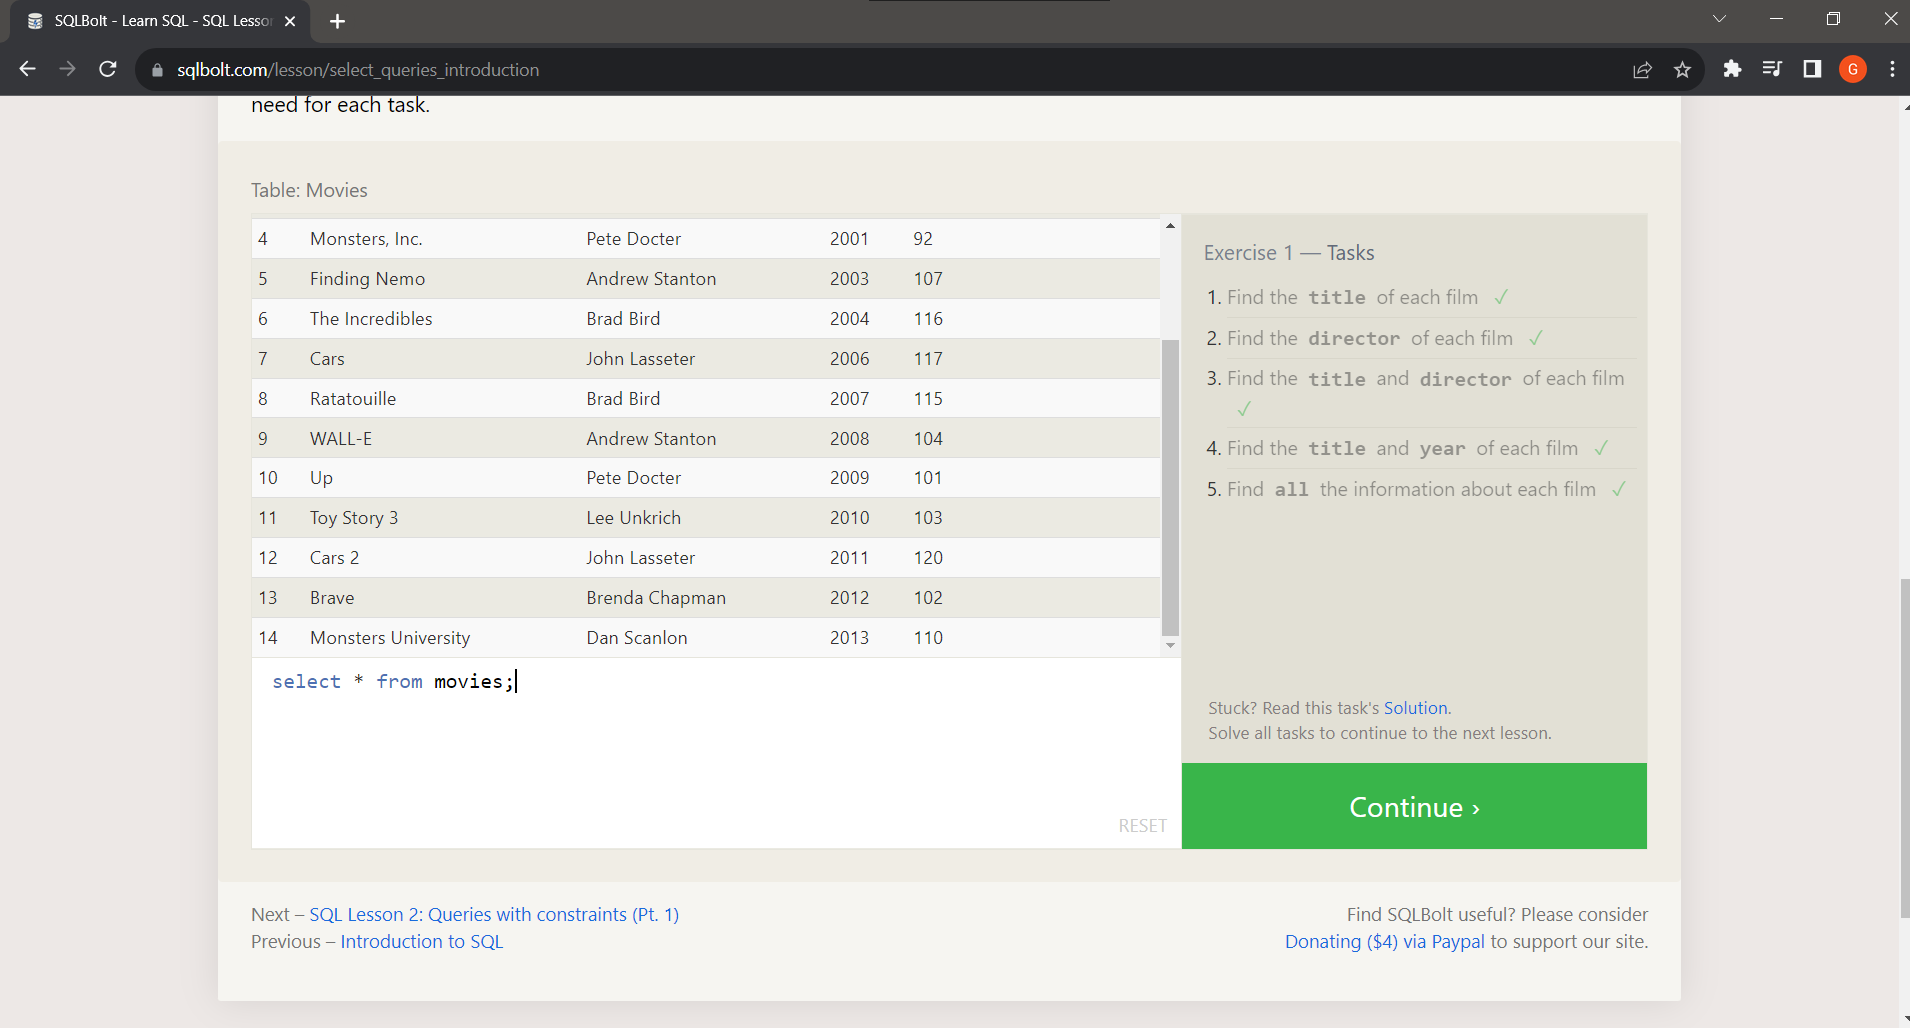 SQLBolt - Learn SQL - SQL Lesso
sqlbolt.com/lesson/select_queries_introduction
G
need for each task.
Table: Movies
4 Monsters, Inc. Pete Docter 2001 92
5 Finding Nemo Andrew Stanton 2003 107
6 The Incredibles Brad Bird 2004 116
7 Cars John Lasseter 2006 117
8 Ratatouille Brad Bird 2007 115
9 WALL-E Andrew Stanton 2008 104
10 Up Pete Docter 2009 101
11 Toy Story 3 Lee Unkrich 2010 103
12 Cars 2 John Lasseter 2011 120
13 Brave Brenda Chapman 2012 102
14 Monsters University Dan Scanlon 2013 110
select * from movies;
RESET
Exercise 1 — Tasks
1. Find the title of each film ✓
2. Find the director of each film ✓
3. Find the title and director of each film
✓
4. Find the title and year of each film ✓
5. Find all the information about each film ✓
Stuck? Read this task's Solution.
Solve all tasks to continue to the next lesson.
Continue ›
Next – SQL Lesson 2: Queries with constraints (Pt. 1)
Previous – Introduction to SQL
Find SQLBolt useful? Please consider
Donating ($4) via Paypal to support our site.